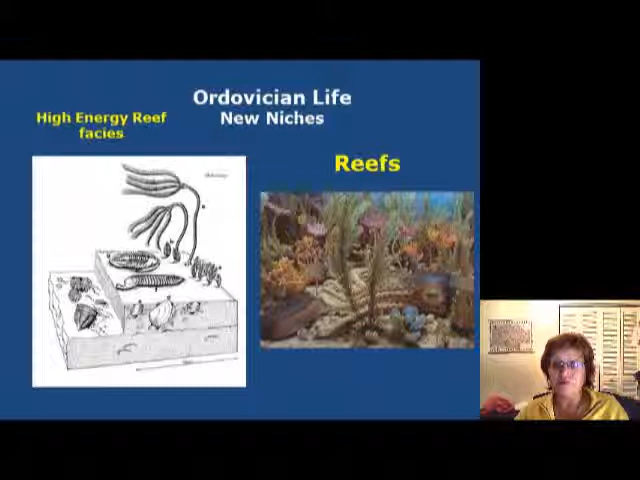 Ordovician Life
New Niches
High Energy Reef
facies
Reefs